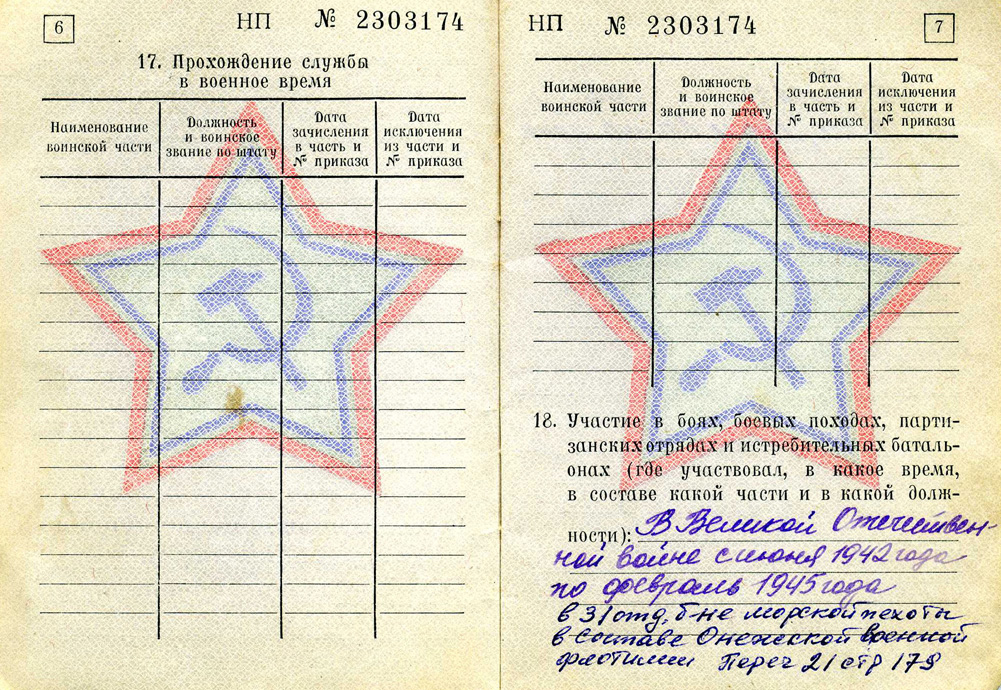 6
НП № 2303174
17. Прохождение службы
в военное время
Наименование
воинской части
Должность
и воинское
звание по штату
Дата
зачисления
в часть и
№ приказа
Дата
исключения
из части и
№ приказа
НП № 2303174
7
Наименование
воинской части
Должность
и воинское
звание по штату
Дата
зачисления
в часть и
№ приказа
Дата
исключения
из части и
№ приказа
18. Участие в боях, боевых походах, парти-
занских отрядах и истребительных баталь-
онах (где участвовал, в какое время,
в составе какой части и в какой долж-
ности): В Великой Отечествен-
ной войне с июня 1942 года
по февраль 1945 года
в 31 отд. б-не морской пехоты
в составе Онежской военной
флотилии Переч 21 стр 179